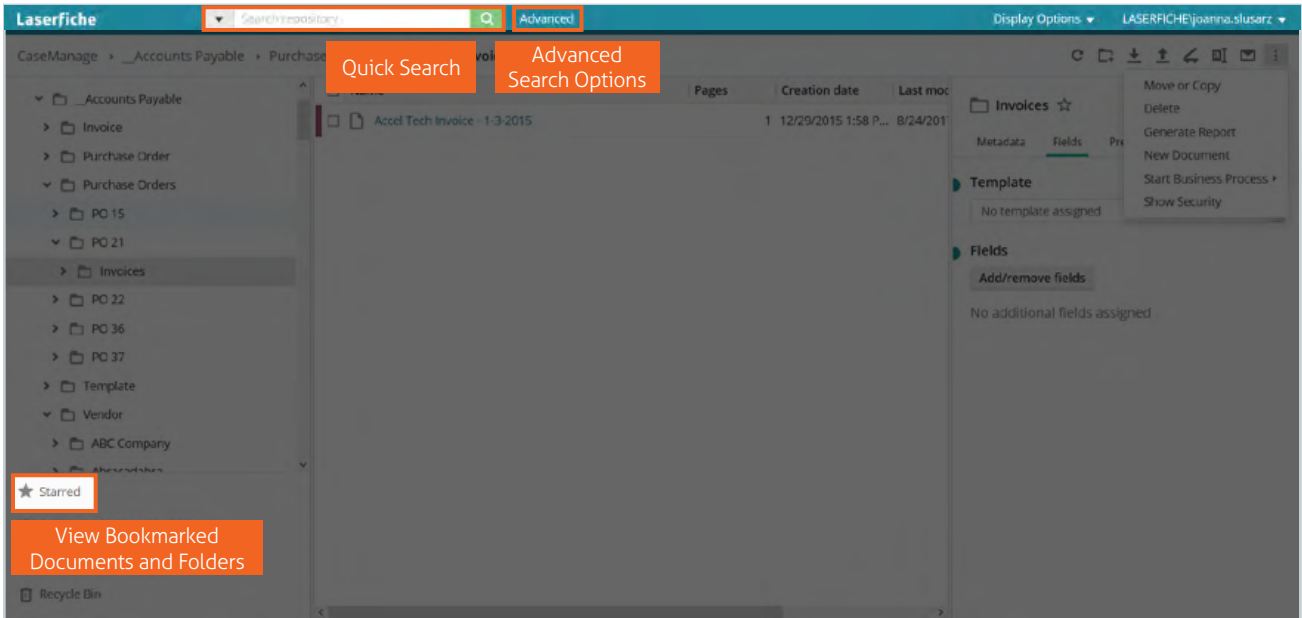 Laserfiche
Search repository
Advanced
Display Options
LASERFICHE\joanna.slusarz
Quick Search
Advanced
Search Options
CaseManage › __Accounts Payable › Purchase
_Accounts Payable
Invoice
Purchase Order
Purchase Orders
PO 15
PO 21
Invoices
PO 22
PO 36
PO 37
Template
Vendor
ABC Company
Abracadabra
Starred
View Bookmarked
Documents and Folders
Recycle Bin
Name Pages Creation date Last mod
Accel Tech Invoice - 1-3-2015 1 12/29/2015 1:58 P... 8/24/201
Invoices
Metadata Fields Pre
Template
No template assigned
Fields
Add/remove fields
No additional fields assigned
Move or Copy
Delete
Generate Report
New Document
Start Business Process
Show Security